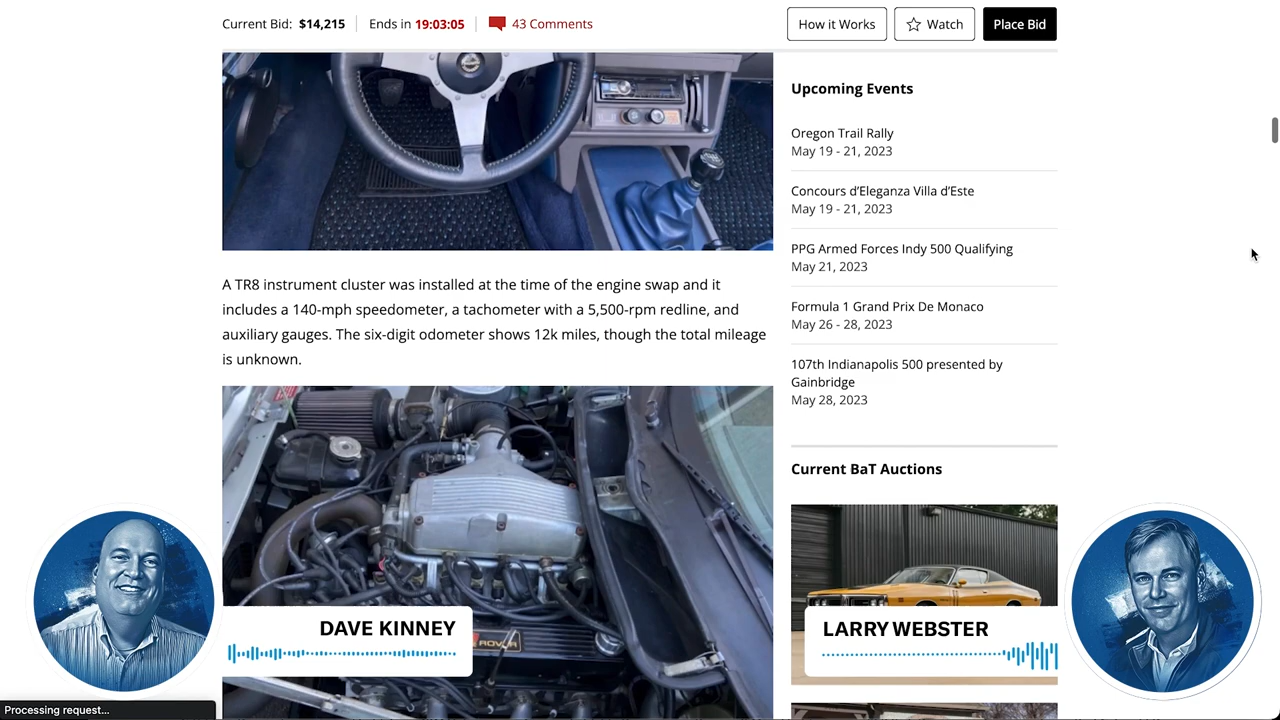 Current Bid: $14,215 Ends in 19:03:05 43 Comments How it Works Watch Place Bid
Upcoming Events
Oregon Trail Rally
May 19 - 21, 2023
Concours d'Eleganza Villa d'Este
May 19 - 21, 2023
PPG Armed Forces Indy 500 Qualifying
May 21, 2023
Formula 1 Grand Prix De Monaco
May 26 - 28, 2023
107th Indianapolis 500 presented by
Gainbridge
May 28, 2023
Current BaT Auctions
A TR8 instrument cluster was installed at the time of the engine swap and it
includes a 140-mph speedometer, a tachometer with a 5,500-rpm redline, and
auxiliary gauges. The six-digit odometer shows 12k miles, though the total mileage
is unknown.
ROVER
DAVE KINNEY
LARRY WEBSTER
Processing request...